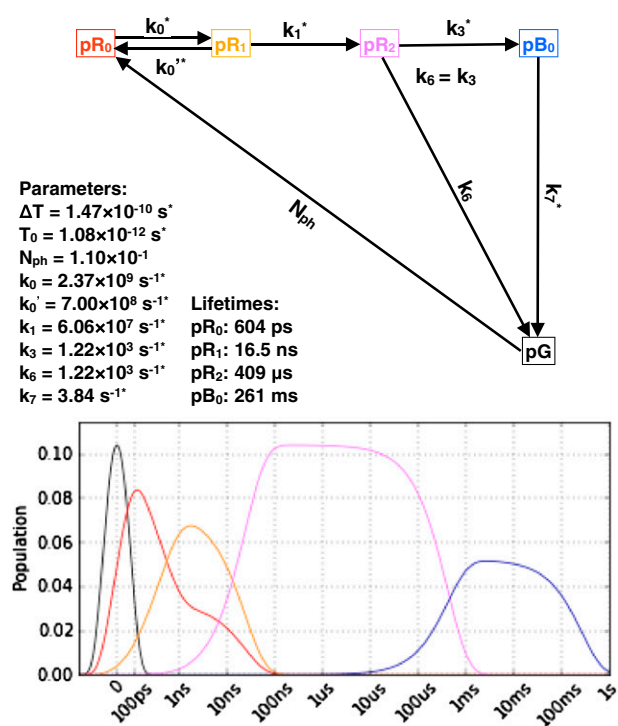 k₀*
k₁*
k₃*
pR₀
pR₁
pR₂
pB₀
k₀'*
k₆ = k₃
k₆
k₇*
N_ph
pG
Parameters:
ΔT = 1.47×10⁻¹⁰ s*
T₀ = 1.08×10⁻¹² s*
N_ph = 1.10×10⁻¹
k₀ = 2.37×10⁹ s⁻¹*
k₀' = 7.00×10⁸ s⁻¹*
k₁ = 6.06×10⁷ s⁻¹*
k₃ = 1.22×10³ s⁻¹*
k₆ = 1.22×10³ s⁻¹*
k₇ = 3.84 s⁻¹*
Lifetimes:
pR₀: 604 ps
pR₁: 16.5 ns
pR₂: 409 µs
pB₀: 261 ms
Population
0.10
0.08
0.06
0.04
0.02
0.00
0
100ps
1ns
10ns
100ns
1us
10us
100us
1ms
10ms
100ms
1s